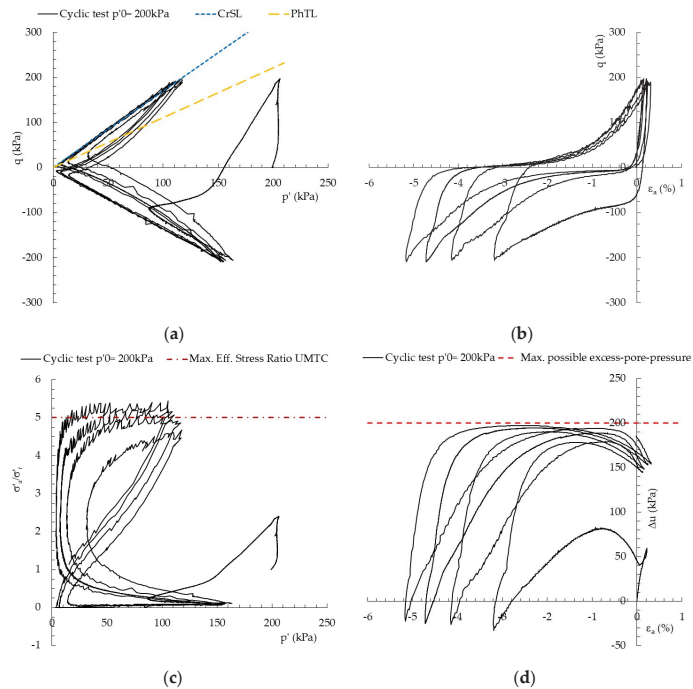 Cyclic test p'0= 200kPa CrSL PhTL
300
200
100
0
-100
-200
-300
q (kPa)
0 50 100 150 200 250
p' (kPa)
(a)
q (kPa)
300
200
100
0
-100
-200
-300
-6 -5 -4 -3 -2 -1 0 1
εa (%)
(b)
Cyclic test p'0= 200kPa Max. Eff. Stress Ratio UMTC
6
5
4
3
2
1
0
-1
σ'a/σ'r
0 50 100 150 200 250
p' (kPa)
(c)
Cyclic test p'0= 200kPa Max. possible excess-pore-pressure
250
200
150
100
50
0
-50
Δu (kPa)
-6 -5 -4 -3 -2 -1 0 1
εa (%)
(d)